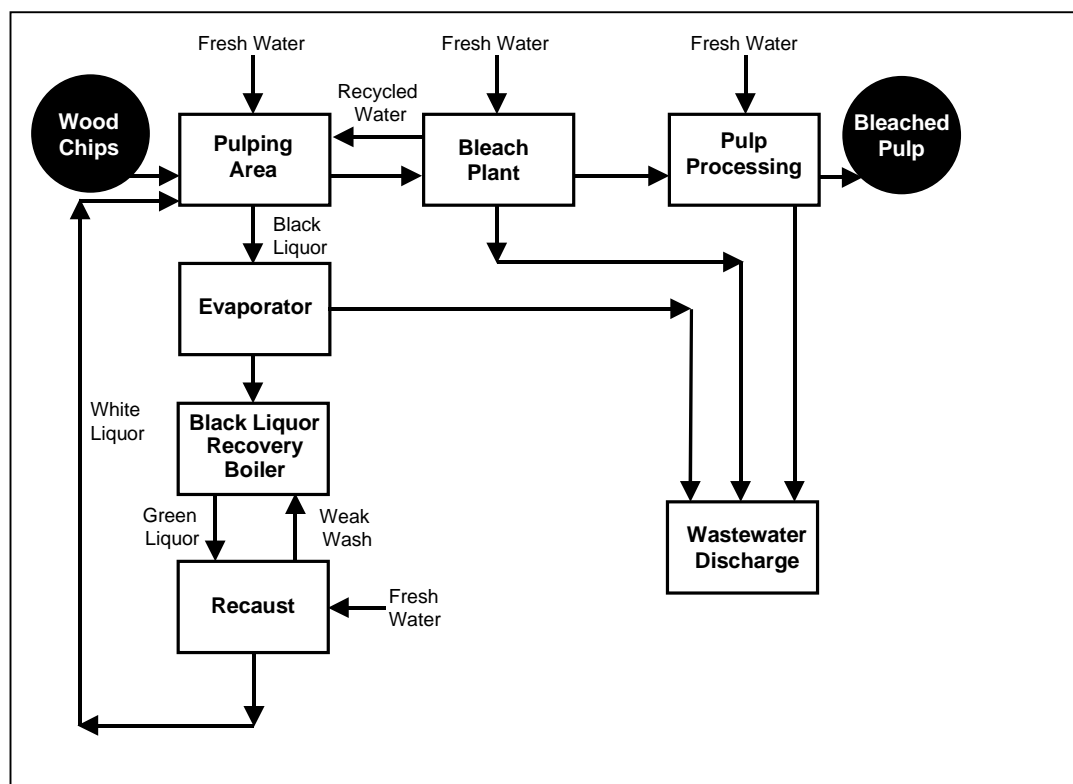 Fresh Water
Fresh Water
Fresh Water
Recycled
Water
Wood
Chips
Pulping
Area
Bleach
Plant
Pulp
Processing
Bleached
Pulp
Black
Liquor
Evaporator
White
Liquor
Black Liquor
Recovery
Boiler
Green
Liquor
Weak
Wash
Wastewater
Discharge
Recaust
Fresh
Water